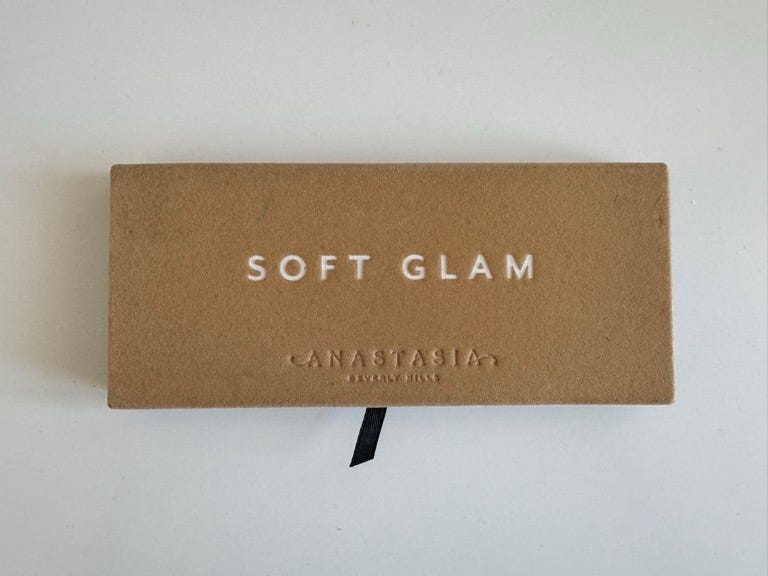 SOFT GLAM
ANASTASIA
BEVERLY HILLS